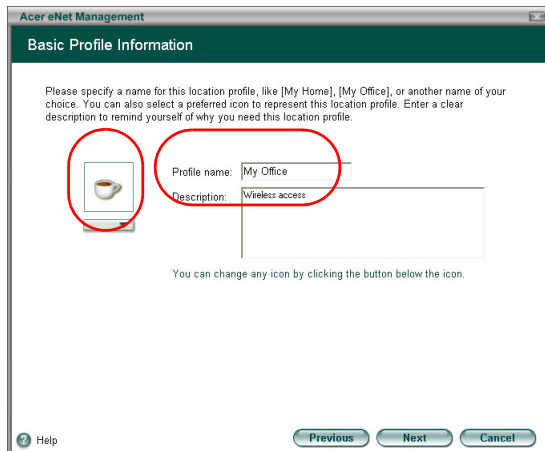 Acer eNet Management
Basic Profile Information
Please specify a name for this location profile, like [My Home], [My Office], or another name of your
choice. You can also select a preferred icon to represent this location profile. Enter a clear
description to remind yourself of why you need this location profile.
Profile name: My Office
Description: Wireless access
You can change any icon by clicking the button below the icon.
Help
Previous Next Cancel